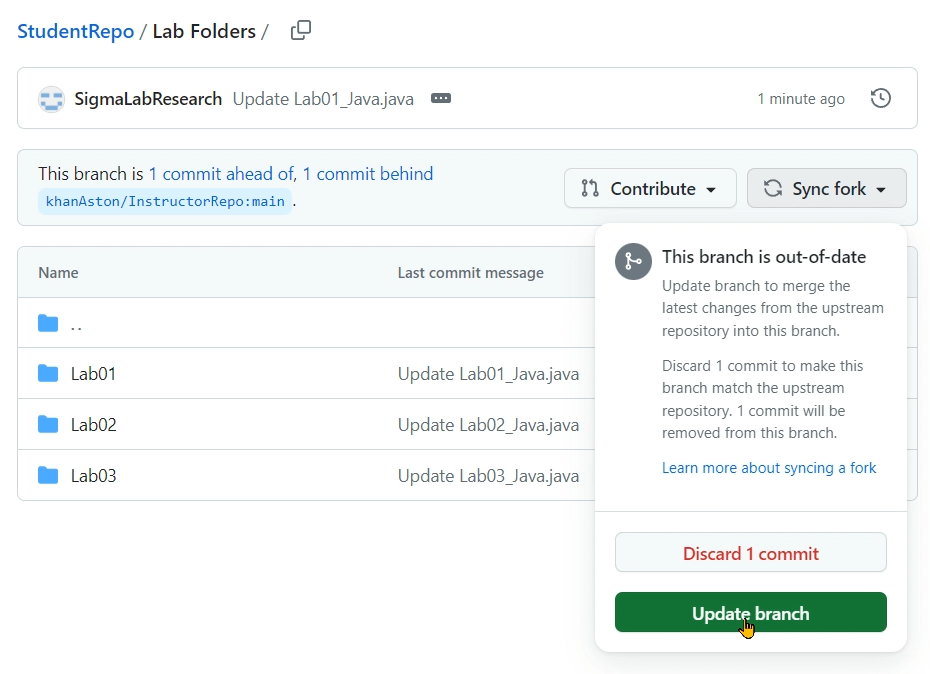 StudentRepo / Lab Folders /
SigmaLabResearch Update Lab01_Java.java 1 minute ago
This branch is 1 commit ahead of, 1 commit behind
khanAston/InstructorRepo:main .
Contribute
Sync fork
Name Last commit message
..
Lab01 Update Lab01_Java.java
Lab02 Update Lab02_Java.java
Lab03 Update Lab03_Java.java
This branch is out-of-date
Update branch to merge the
latest changes from the upstream
repository into this branch.
Discard 1 commit to make this
branch match the upstream
repository. 1 commit will be
removed from this branch.
Learn more about syncing a fork
Discard 1 commit
Update branch